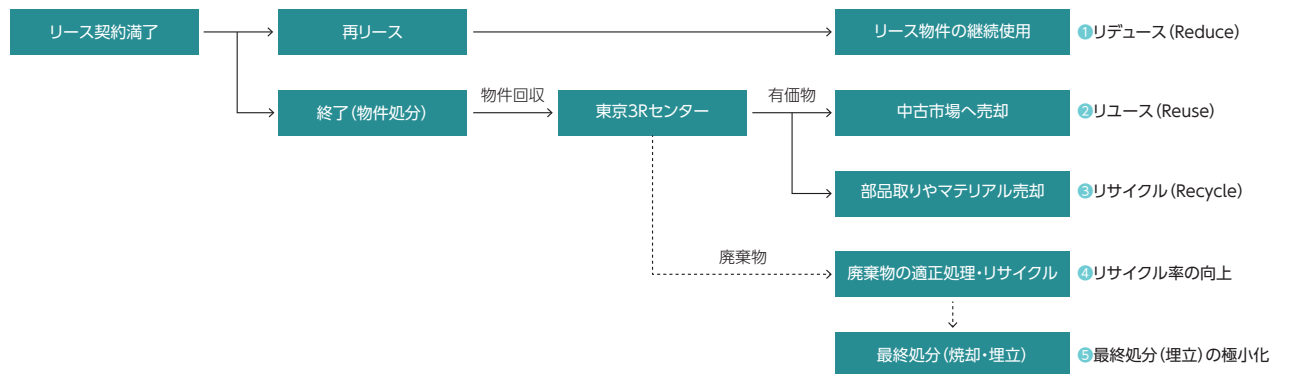 リース契約満了
再リース
リース物件の継続使用
❶リデュース(Reduce)
終了(物件処分)
物件回収
東京3Rセンター
有価物
中古市場へ売却
❷リユース(Reuse)
部品取りやマテリアル売却
❸リサイクル(Recycle)
廃棄物
廃棄物の適正処理・リサイクル
❹リサイクル率の向上
最終処分(焼却・埋立)
❺最終処分(埋立)の極小化